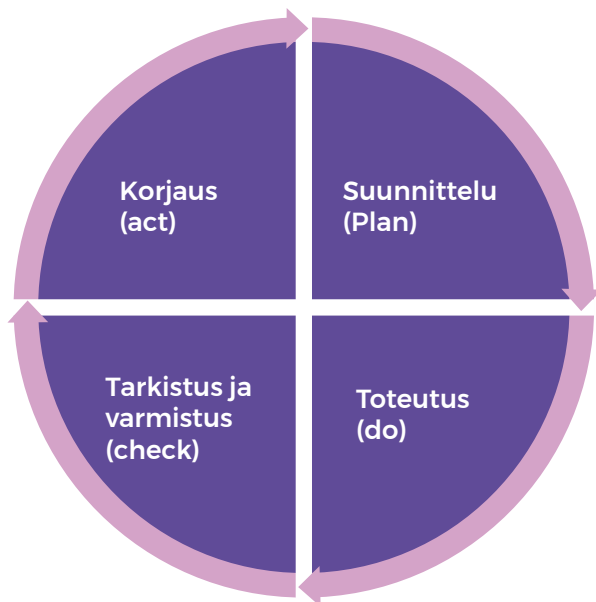 Korjaus
(act)
Suunnittelu
(Plan)
Tarkistus ja
varmistus
(check)
Toteutus
(do)